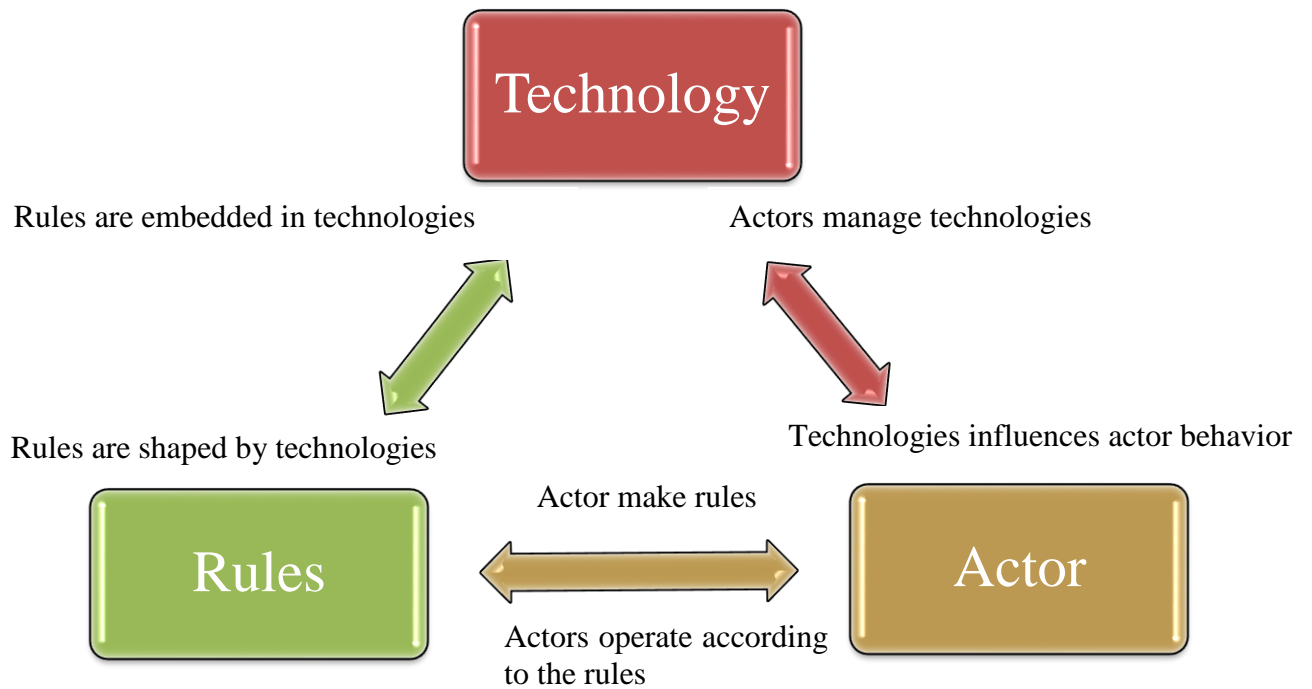 Technology
Rules are embedded in technologies
Actors manage technologies
Rules are shaped by technologies
Technologies influences actor behavior
Actor make rules
Rules
Actor
Actors operate according
to the rules